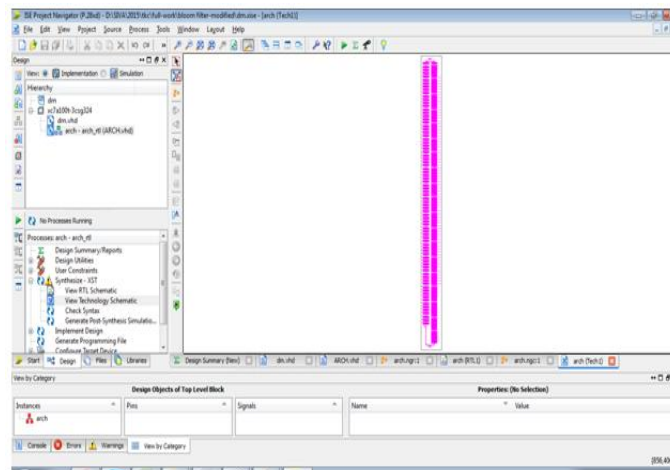 ISE Project Navigator (P.28xd) - D:\SIVA\2015\tkc\full-work\bloom filter-modified\dm.xise - [arch (Tech1)]
File Edit View Project Source Process Tools Window Layout Help
Design
View: Implementation Simulation
Hierarchy
dm
xc7a100t-3csg324
dm.vhd
arch - arch_rtl (ARCH.vhd)
No Processes Running
Processes: arch - arch_rtl
Design Summary/Reports
Design Utilities
User Constraints
Synthesize - XST
View RTL Schematic
View Technology Schematic
Check Syntax
Generate Post-Synthesis Simulatio...
Implement Design
Generate Programming File
Configure Target Device
Start Design Files Libraries
Design Summary (New) dm.vhd ARCH.vhd arch.ngr:1 arch (RTL1) arch.ngc:1 arch (Tech1)
View by Category
Design Objects of Top Level Block Properties: (No Selection)
Instances Pins Signals Name Value
arch
Console Errors Warnings View by Category